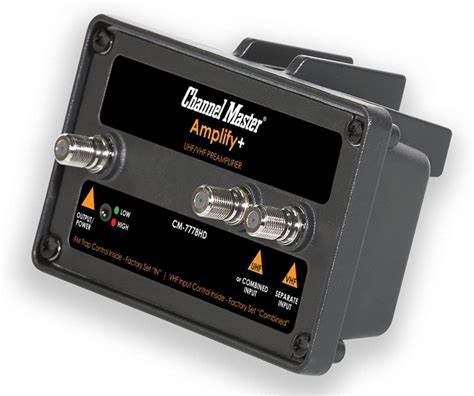 Channel Master®
Amplify+
UHF/VHF PREAMPLIFIER
LOW
HIGH
OUTPUT/
POWER
CM-7778HD
UHF
VHF
or COMBINED
INPUT
SEPARATE
INPUT
FM Trap Control Inside - Factory Set "IN" | VHF Input Control Inside - Factory Set "Combined"